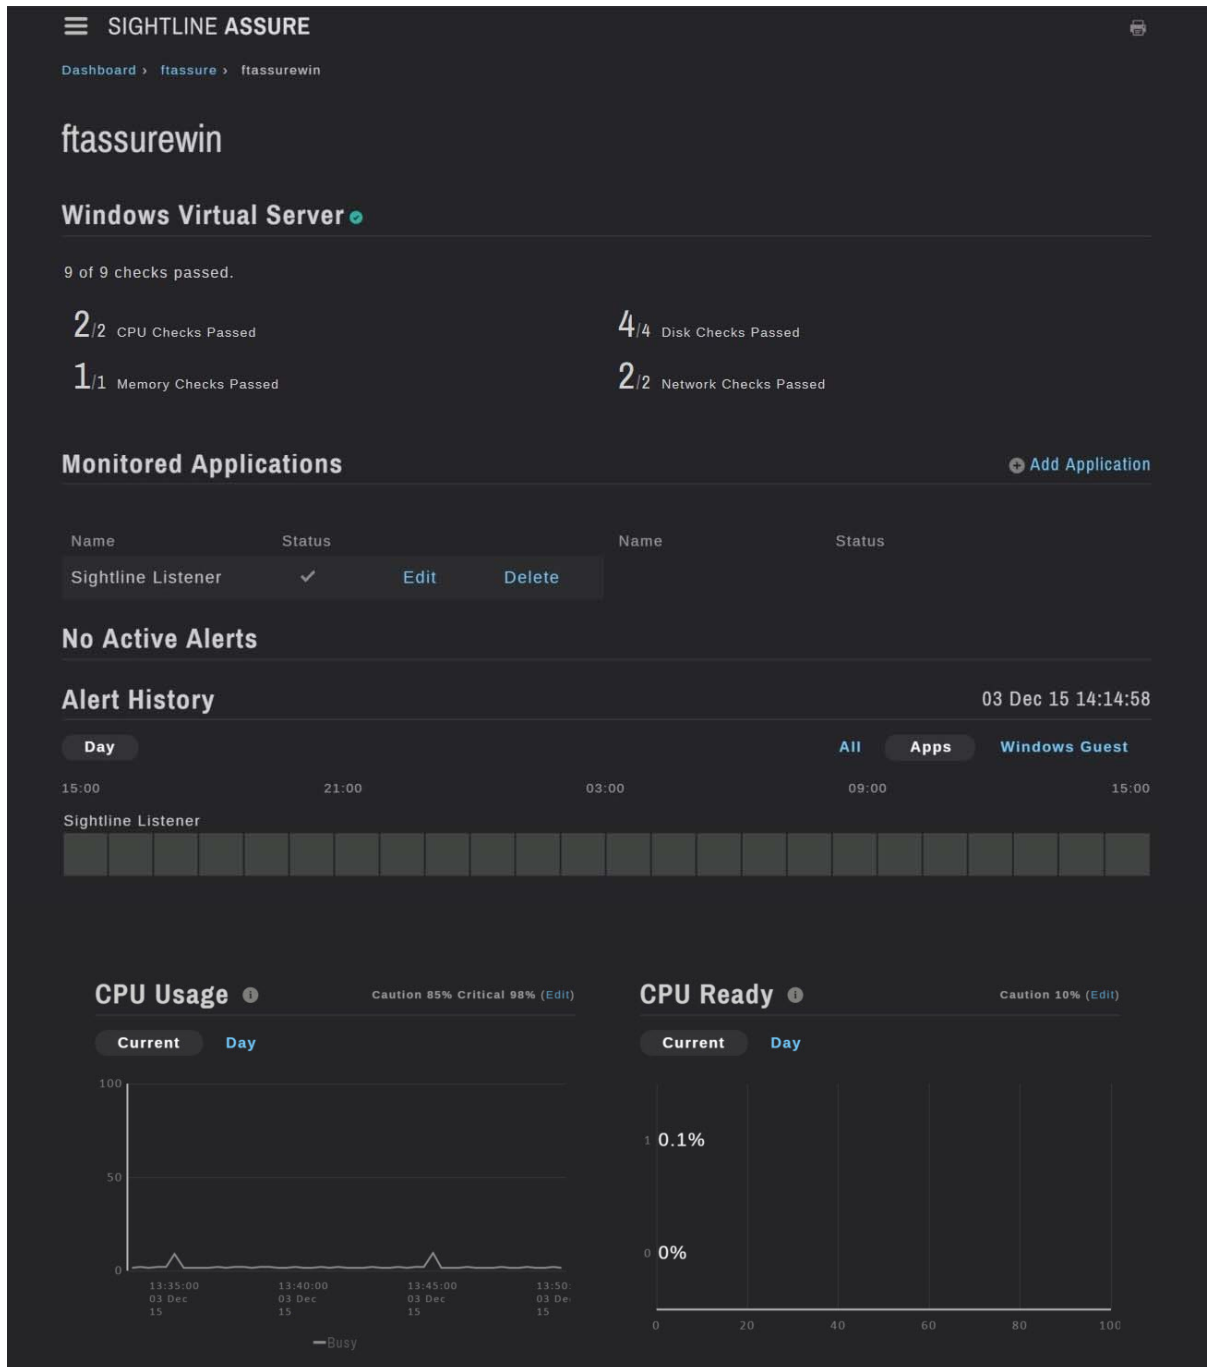 SIGHTLINE ASSURE
Dashboard › ftassure › ftassurewin
ftassurewin
Windows Virtual Server
9 of 9 checks passed.
2/2 CPU Checks Passed
4/4 Disk Checks Passed
1/1 Memory Checks Passed
2/2 Network Checks Passed
Monitored Applications
Add Application
Name Status
Name Status
Sightline Listener Edit Delete
No Active Alerts
Alert History
03 Dec 15 14:14:58
Day
All Apps Windows Guest
15:00 21:00 03:00 09:00 15:00
Sightline Listener
CPU Usage
Caution 85% Critical 98% (Edit)
Current Day
100
50
0
13:35:00 13:40:00 13:45:00 13:50:
03 Dec 03 Dec 03 Dec 03 De
15 15 15 15
Busy
CPU Ready
Caution 10% (Edit)
Current Day
1 0.1%
0 0%
0 20 40 60 80 100